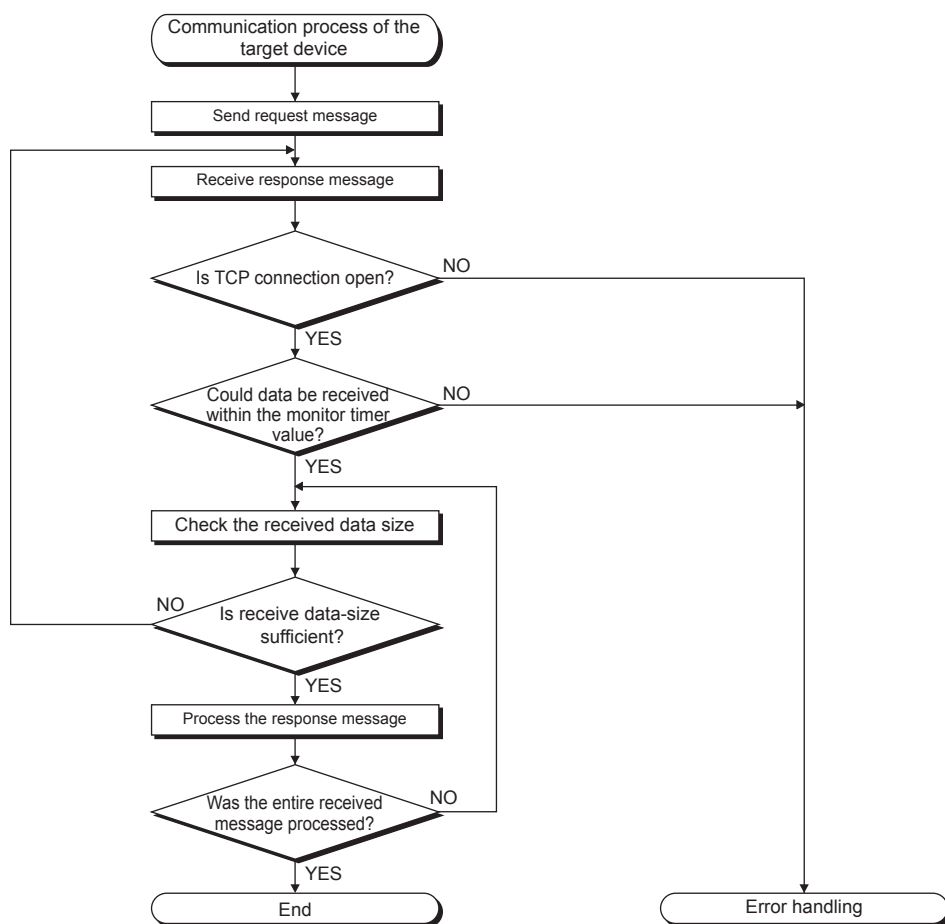 Communication process of the
target device
Send request message
Receive response message
Is TCP connection open?
NO
YES
Could data be received
within the monitor timer
value?
NO
YES
Check the received data size
NO
Is receive data-size
sufficient?
YES
Process the response message
Was the entire received
message processed?
NO
YES
End
Error handling